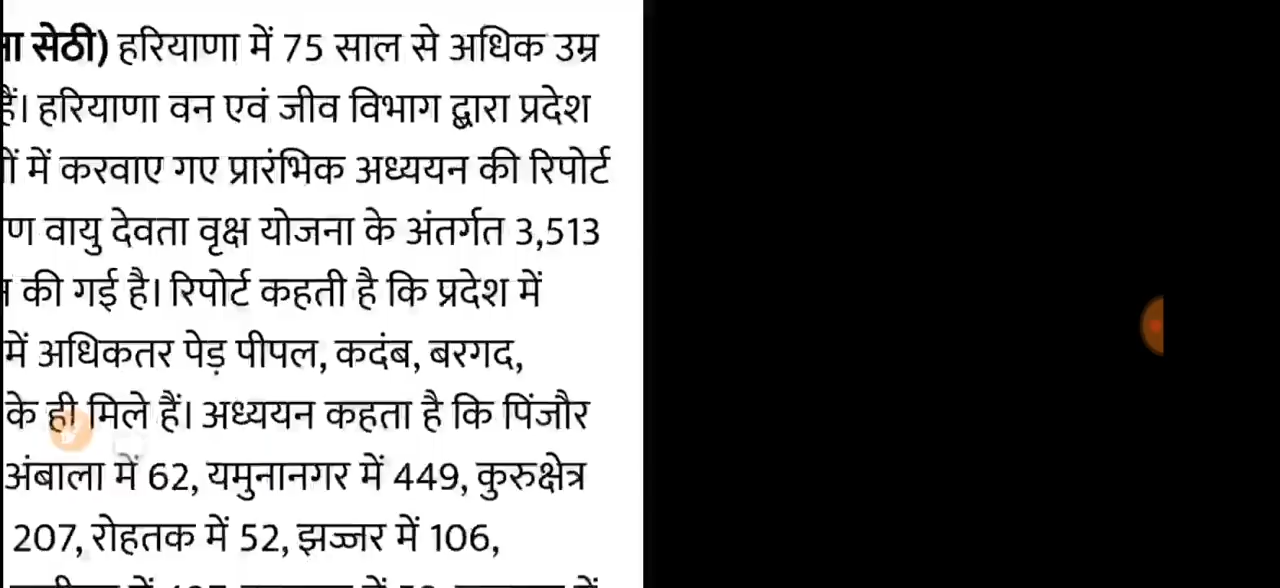 सेठी) हरियाणा में 75 साल से अधिक उम्र
हैं। हरियाणा वन एवं जीव विभाग द्वारा प्रदेश
में करवाए गए प्रारंभिक अध्ययन की रिपोर्ट
वायु देवता वृक्ष योजना के अंतर्गत 3,513
की गई है। रिपोर्ट कहती है कि प्रदेश में
में अधिकतर पेड़ पीपल, कदंब, बरगद,
के ही मिले हैं। अध्ययन कहता है कि पिंजौर
अंबाला में 62, यमुनानगर में 449, कुरुक्षेत्र
207, रोहतक में 52, झज्जर में 106,